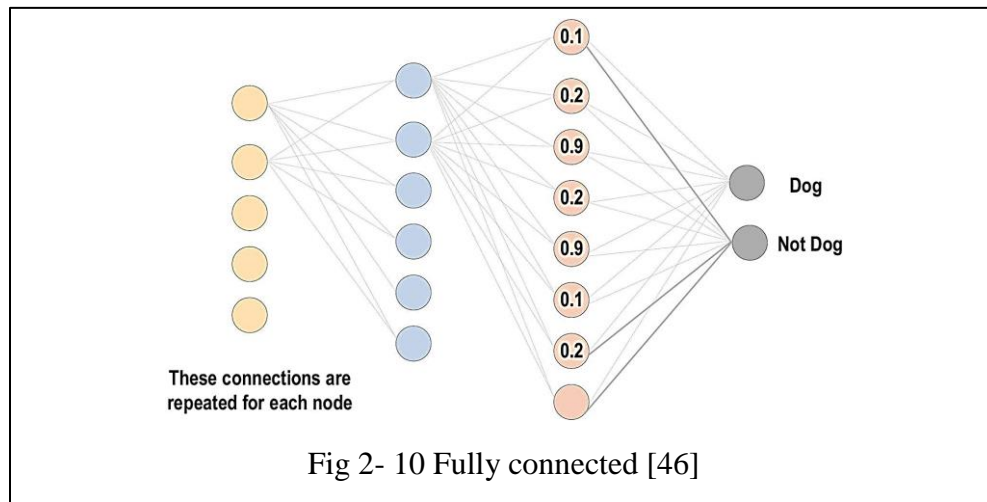 0.1
0.2
0.9
0.2
0.9
0.1
0.2
Dog
Not Dog
These connections are
repeated for each node
Fig 2- 10 Fully connected [46]